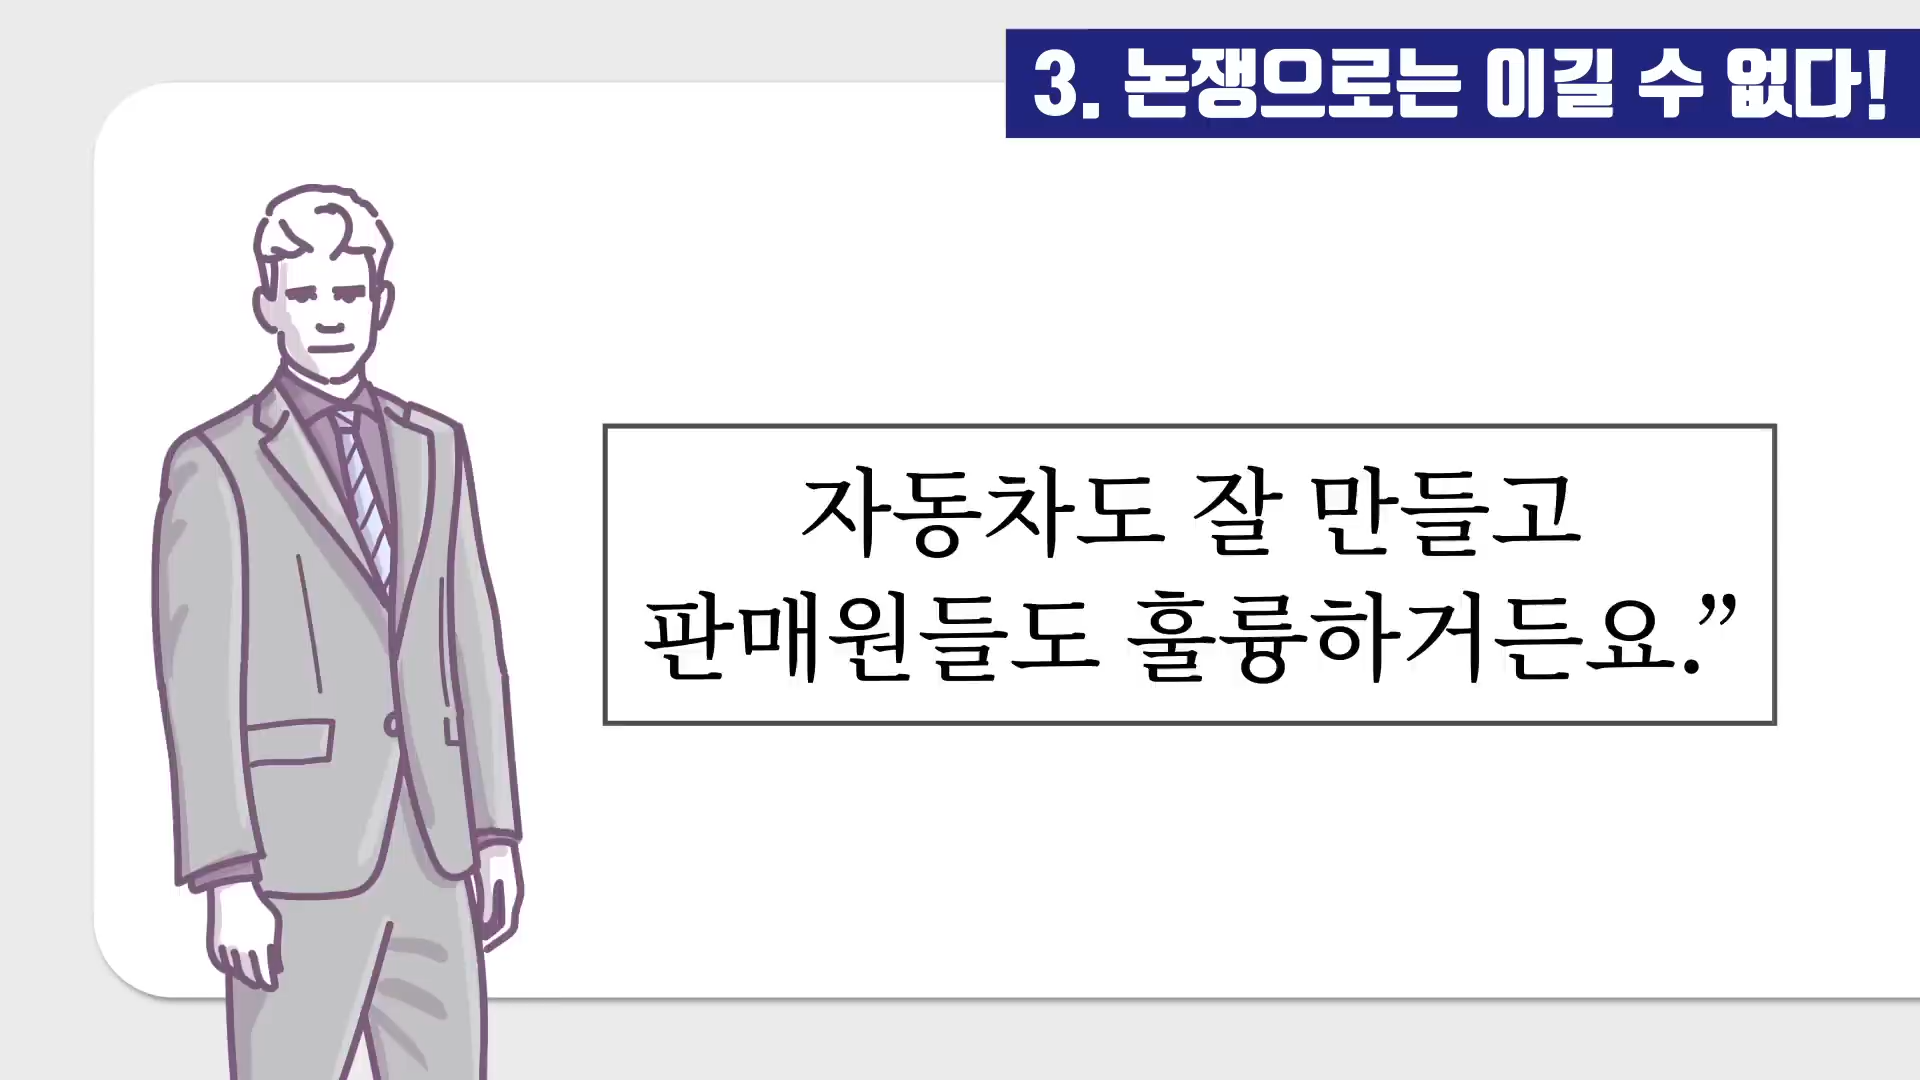 3. 논쟁으로는 이길 수 없다!
자동차도 잘 만들고
판매원들도 훌륭하거든요.”